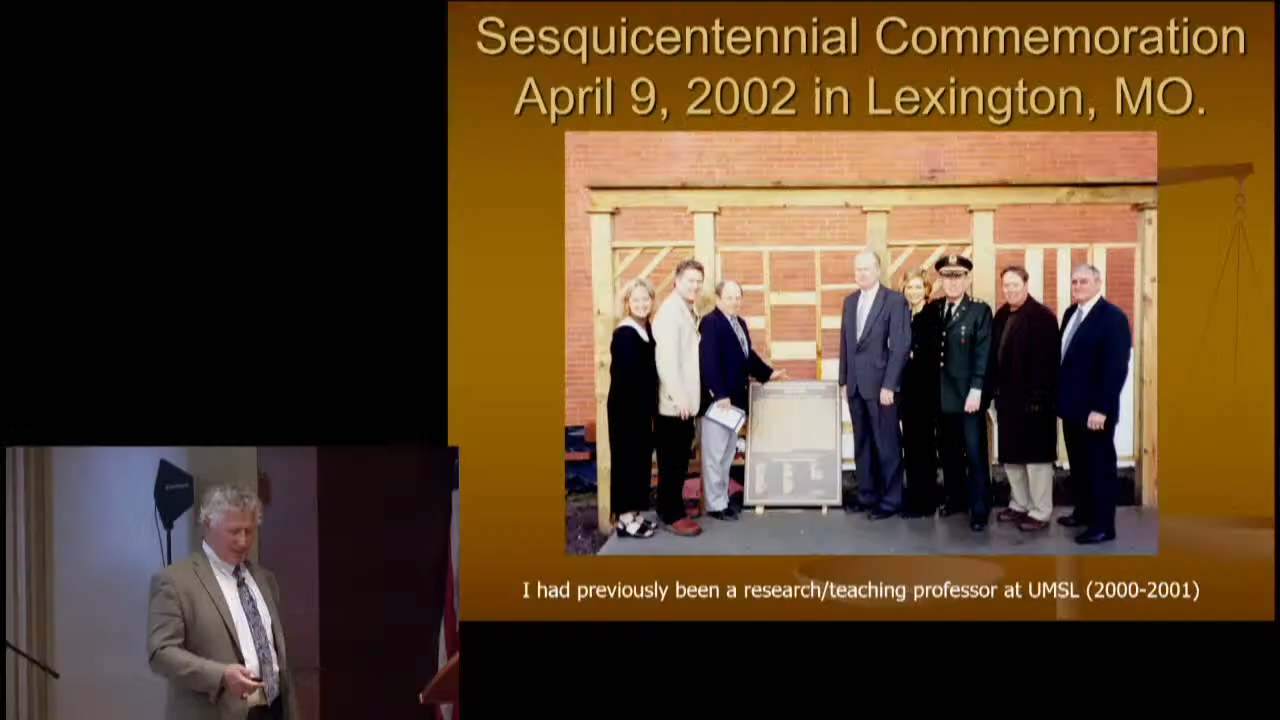 Sesquicentennial Commemoration
April 9, 2002 in Lexington, MO.
I had previously been a research/teaching professor at UMSL (2000-2001)